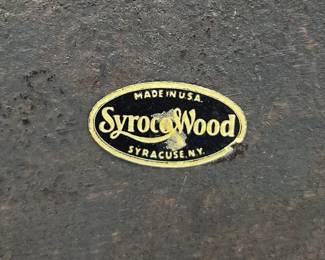 MADE IN U.S.A.
SyrocoWood
SYRACUSE, N.Y.